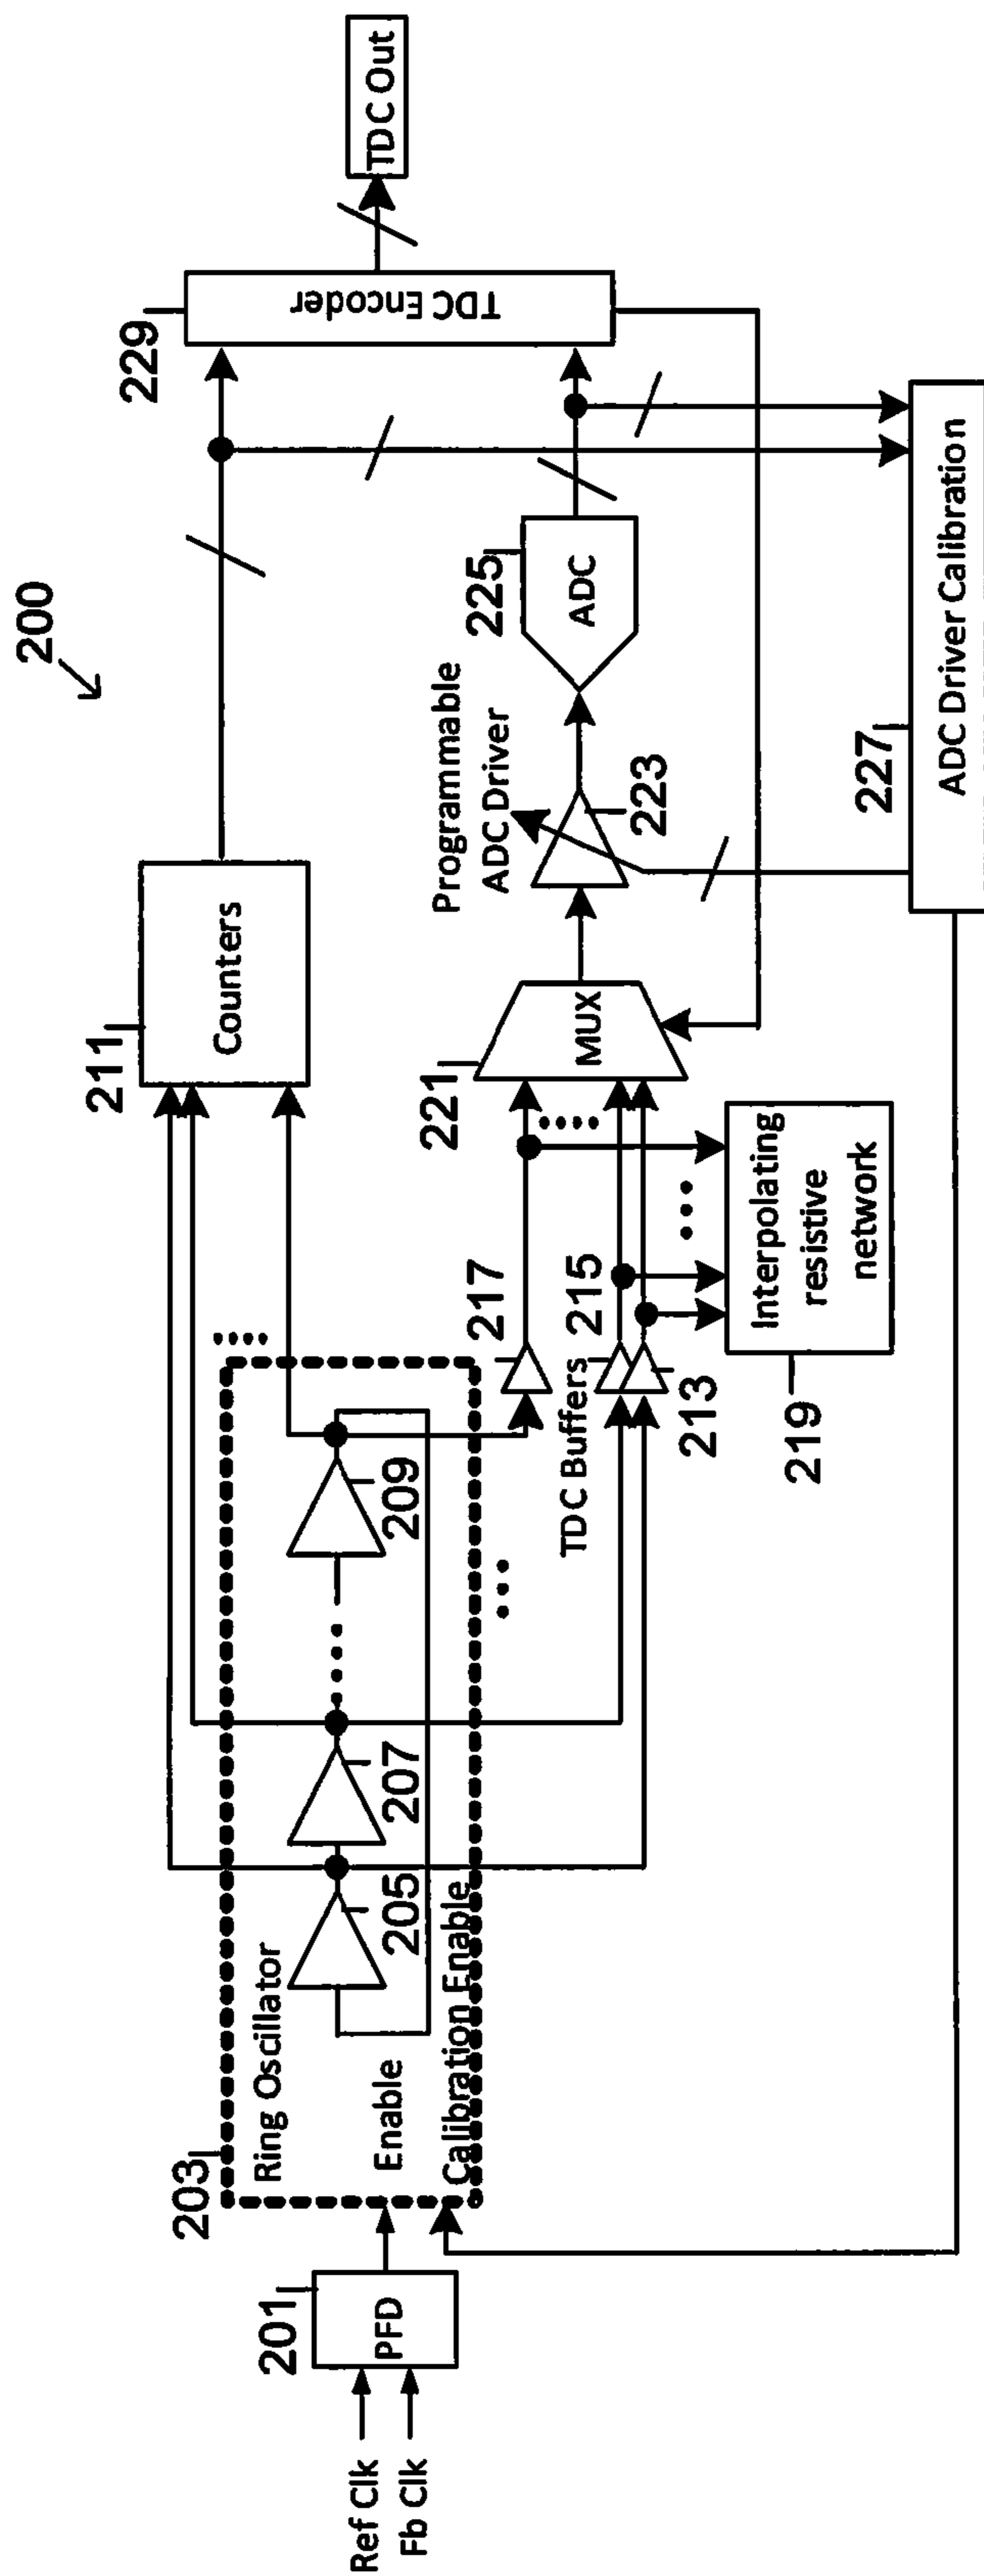 200
Ref Clk
Fb Clk
201
PFD
203
Ring Oscillator
Enable
Calibration Enable
205
207
209
211
Counters
TDC Buffers
217
215
213
219
Interpolating
resistive
network
221
MUX
Programmable
ADC Driver
223
225
ADC
227
ADC Driver Calibration
229
TDC Encoder
TDC Out